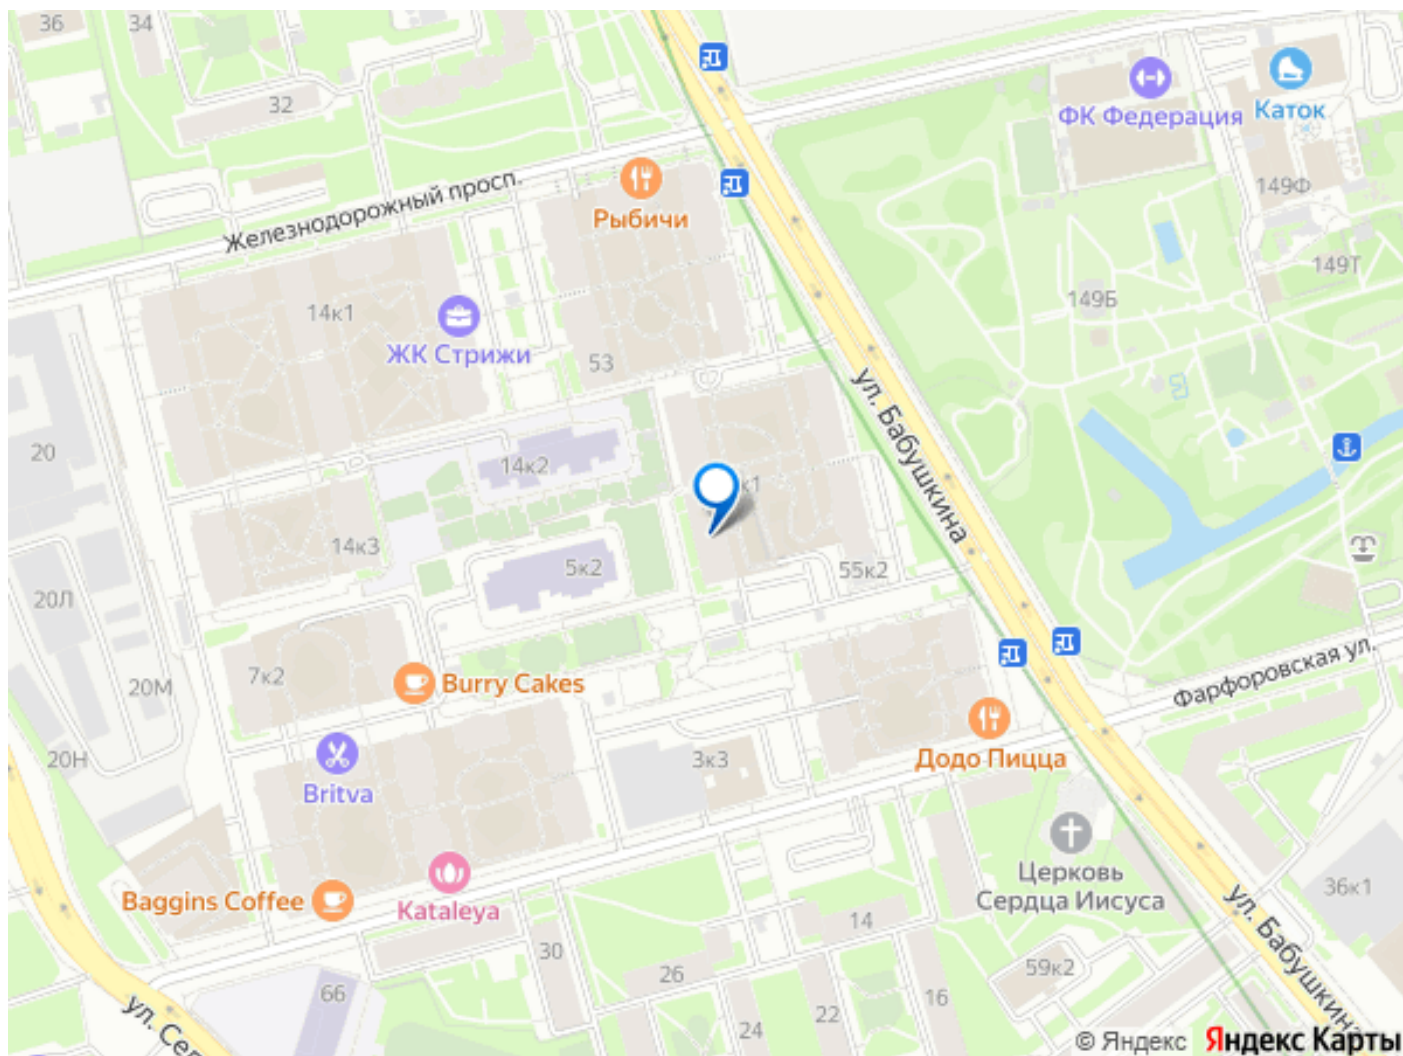 36
34
32
ФК Федерация
Каток
149Ф
Рыбичи
Железнодорожный просп.
149Т
149Б
14к1
ЖК Стрижи
53
ул. Бабушкина
20
14к2
к1
14к3
5к2
55к2
20Л
Фарфоровская ул.
7к2
Burry Cakes
20М
Додо Пицца
3к3
20Н
Britva
Церковь
Сердца Иисуса
36к1
Baggins Coffee
Kataleya
ул. Бабушкина
14
30
26
59к2
66
16
22
24
ул. Сел
© Яндекс Яндекс Карты